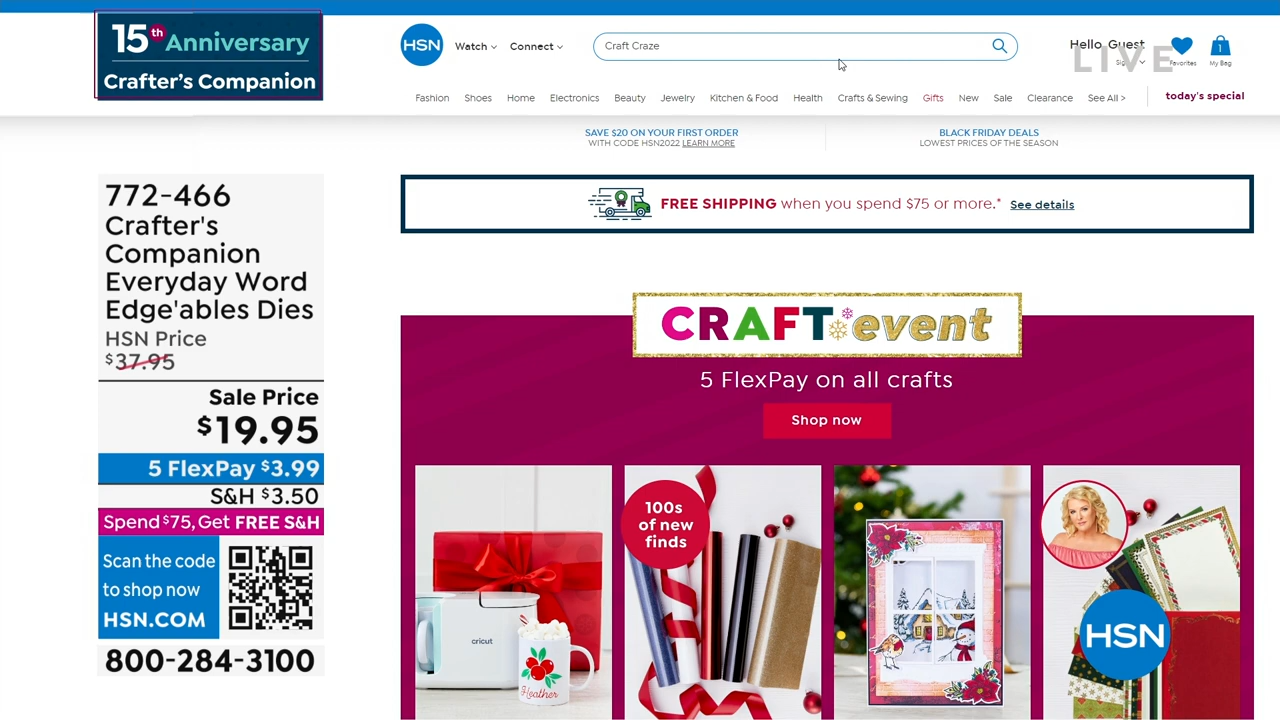 15th Anniversary
Crafter's Companion
772-466
Crafter's
Companion
Everyday Word
Edge'ables Dies
HSN Price
$37.95
Sale Price
$19.95
5 FlexPay $3.99
S&H $3.50
Spend $75, Get FREE S&H
Scan the code
to shop now
HSN.COM
800-284-3100
HSN
Watch
Connect
Craft Craze
Hello, Guest
LIVE
Favorites
1
My Bag
Fashion Shoes Home Electronics Beauty Jewelry Kitchen & Food Health Crafts & Sewing Gifts New Sale Clearance See All >
today's special
SAVE $20 ON YOUR FIRST ORDER
WITH CODE HSN2022 LEARN MORE
BLACK FRIDAY DEALS
LOWEST PRICES OF THE SEASON
FREE SHIPPING when you spend $75 or more.* See details
CRAFT event
5 FlexPay on all crafts
Shop now
cricut
Heather
100s
of new
finds
HSN